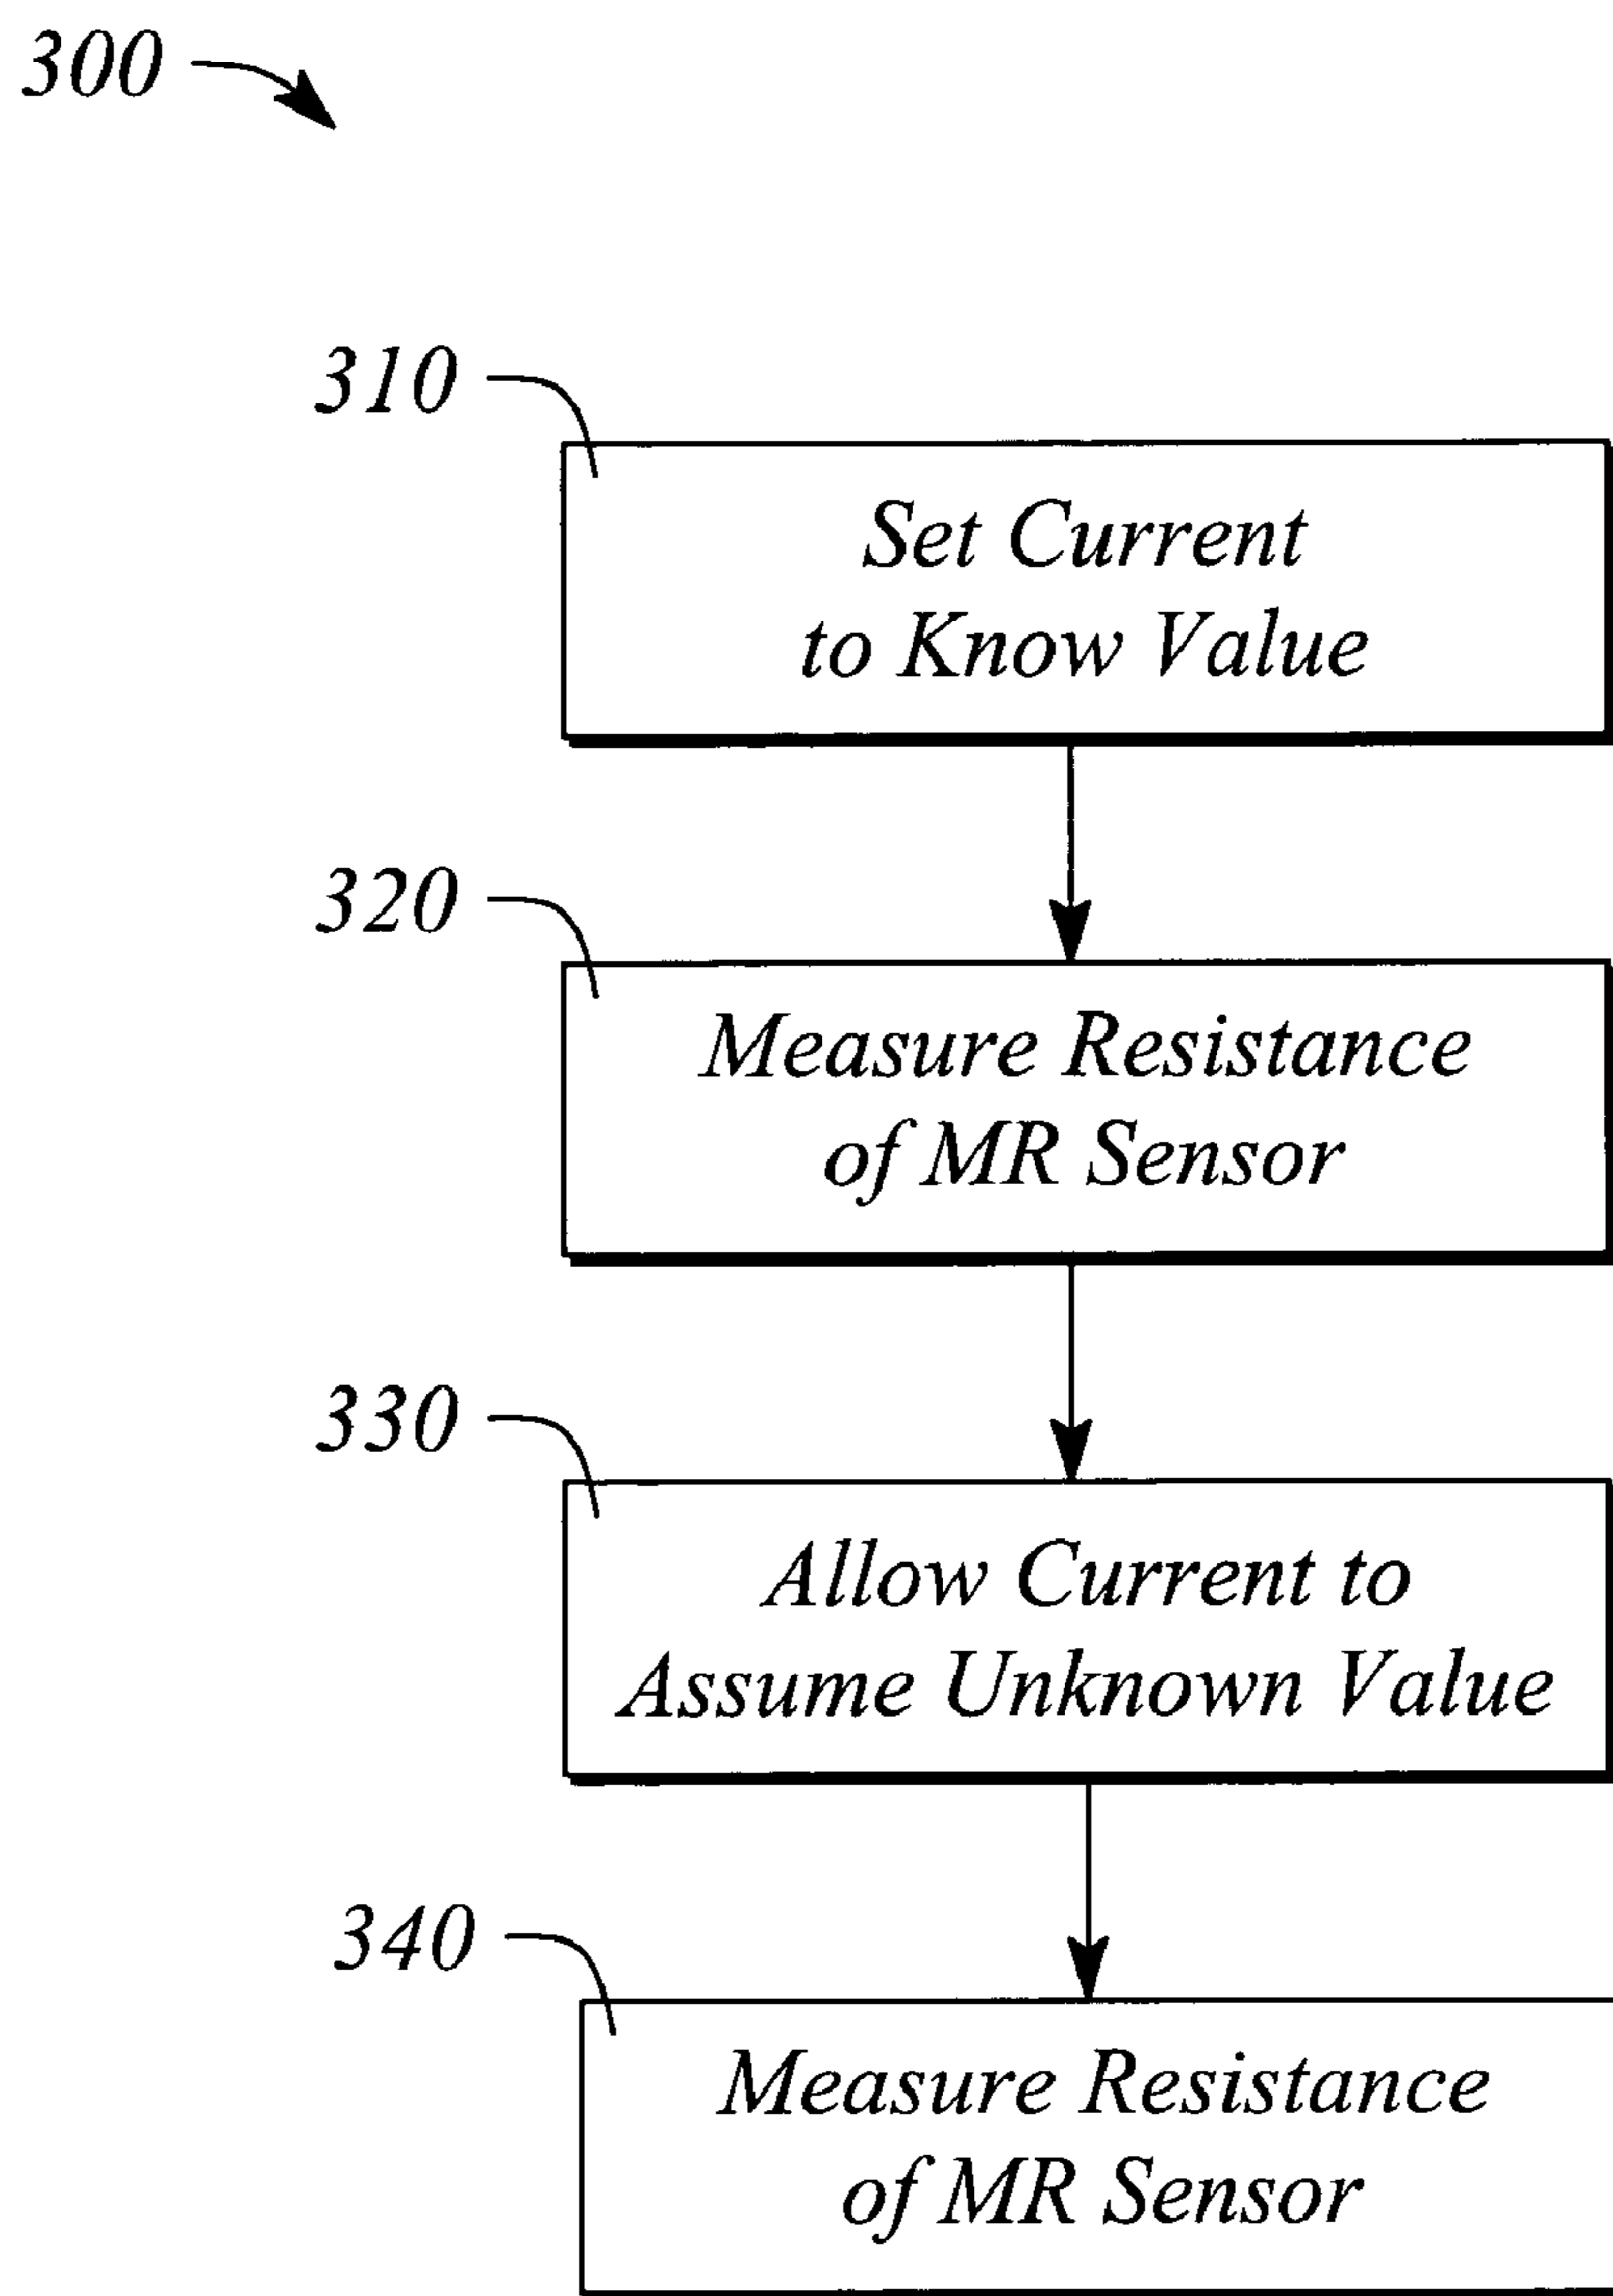 300
310
Set Current
to Know Value
320
Measure Resistance
of MR Sensor
330
Allow Current to
Assume Unknown Value
340
Measure Resistance
of MR Sensor